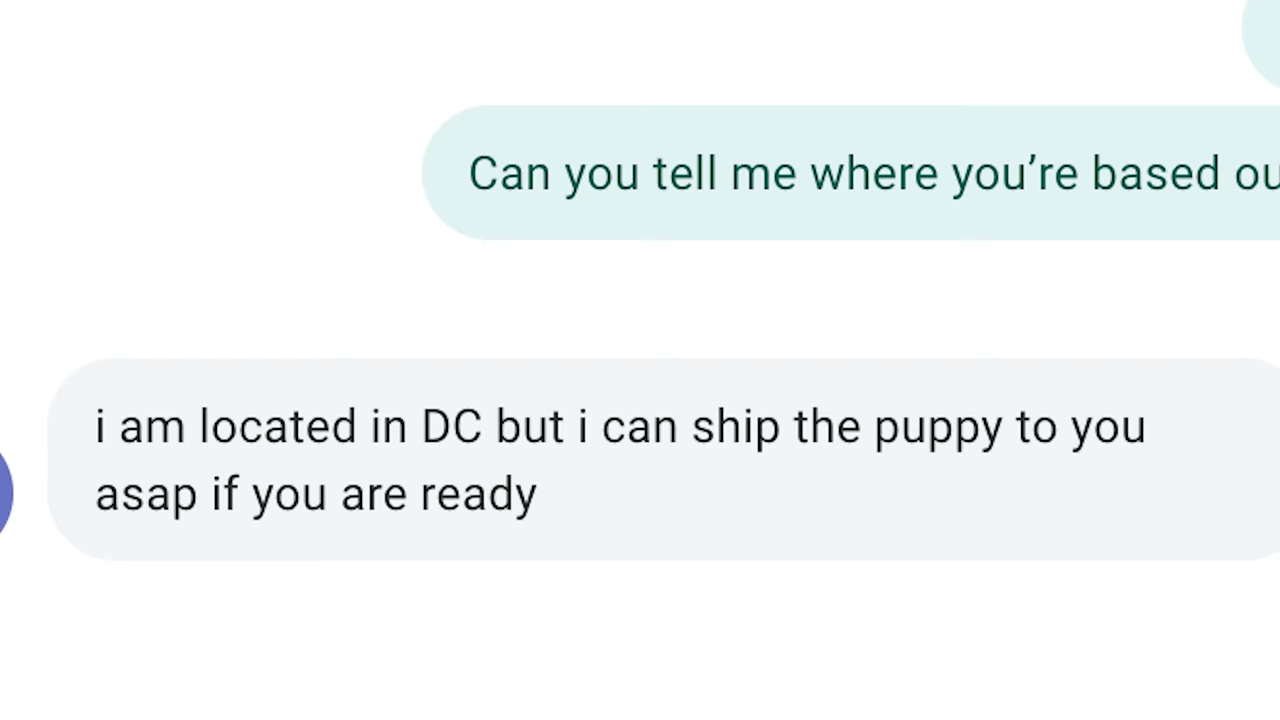 Can you tell me where you’re based
i am located in DC but i can ship the puppy to you
asap if you are ready